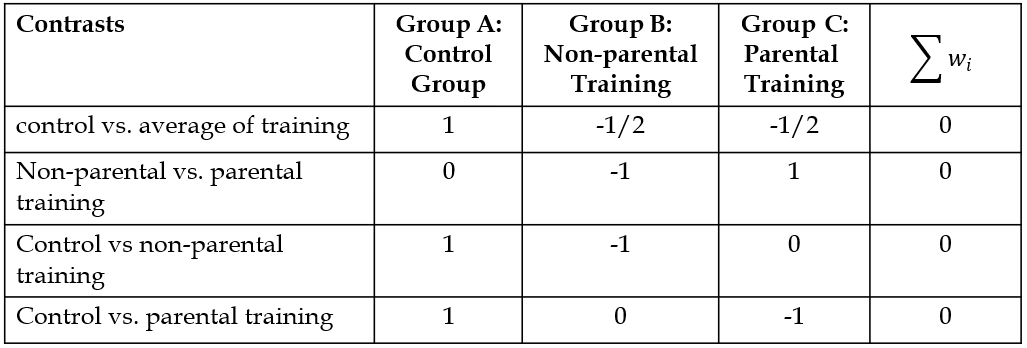 Contrasts
Group A:
Control
Group
Group B:
Non-parental
Training
Group C:
Parental
Training
∑ wᵢ
control vs. average of training
1
-1/2
-1/2
0
Non-parental vs. parental
training
0
-1
1
0
Control vs non-parental
training
1
-1
0
0
Control vs. parental training
1
0
-1
0